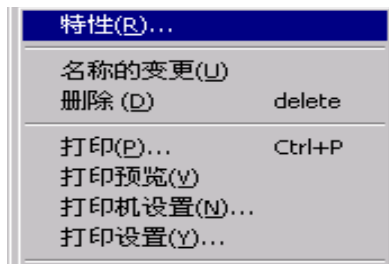 特性(R)...
名称的变更(U)
删除 (D) delete
打印(P)... Ctrl+P
打印预览(V)
打印机设置(N)...
打印设置(Y)...